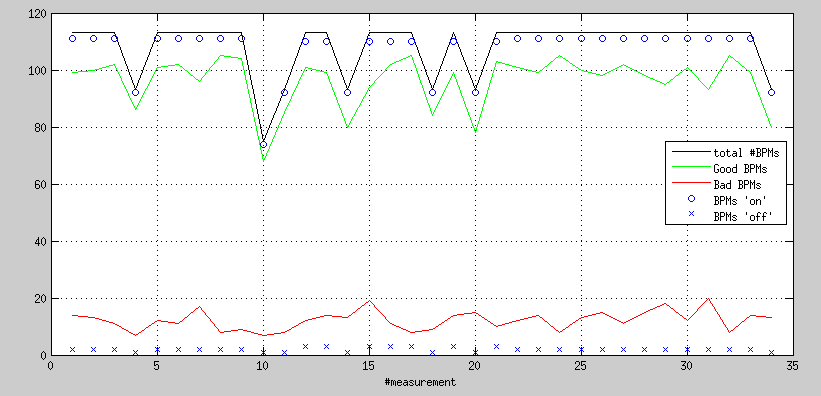 120
100
80
60
40
20
0
0 5 10 15 20 25 30 35
#measurement
total #BPMs
Good BPMs
Bad BPMs
BPMs 'on'
BPMs 'off'